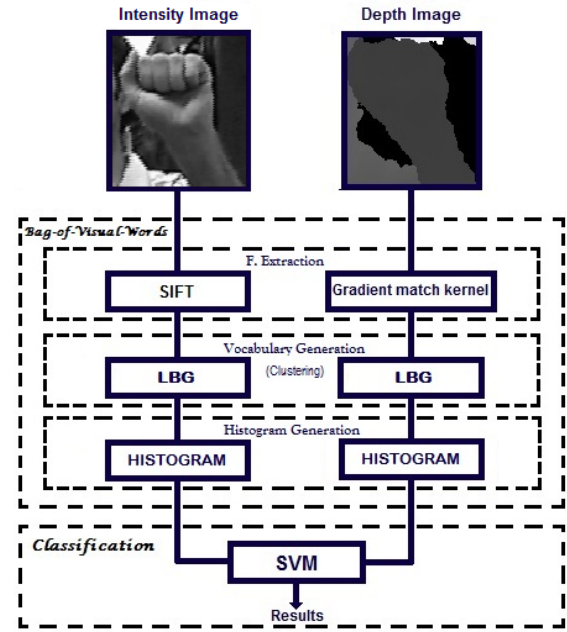 Intensity Image
Depth Image
Bag-of-Visual-Words
F. Extraction
SIFT
Gradient match kernel
Vocabulary Generation
(Clustering)
LBG
LBG
Histogram Generation
HISTOGRAM
HISTOGRAM
Classification
SVM
Results